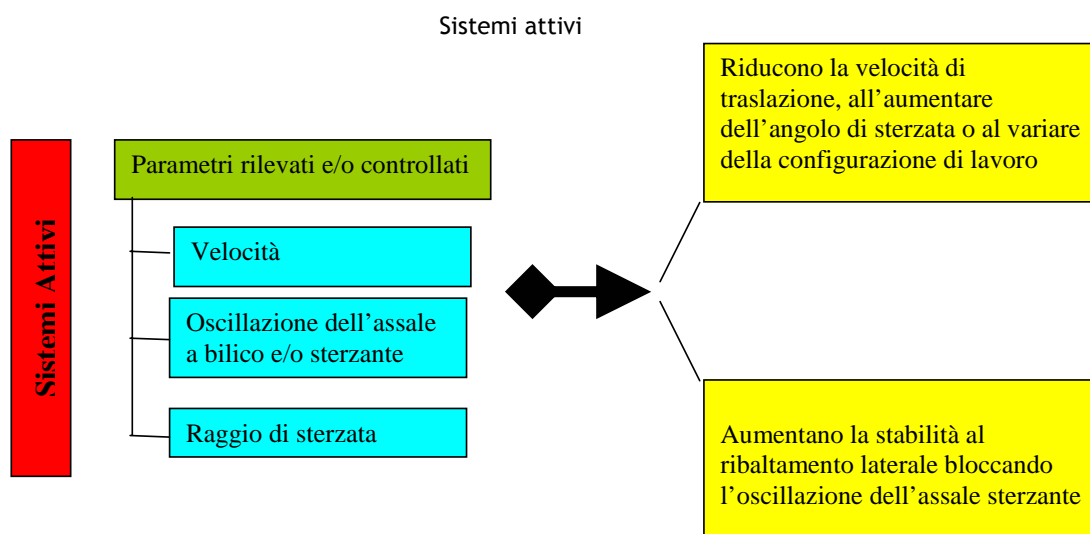 Sistemi attivi
Sistemi Attivi
Parametri rilevati e/o controllati
Velocità
Oscillazione dell’assale
a bilico e/o sterzante
Raggio di sterzata
Riducono la velocità di
traslazione, all’aumentare
dell’angolo di sterzata o al variare
della configurazione di lavoro
Aumentano la stabilità al
ribaltamento laterale bloccando
l’oscillazione dell’assale sterzante